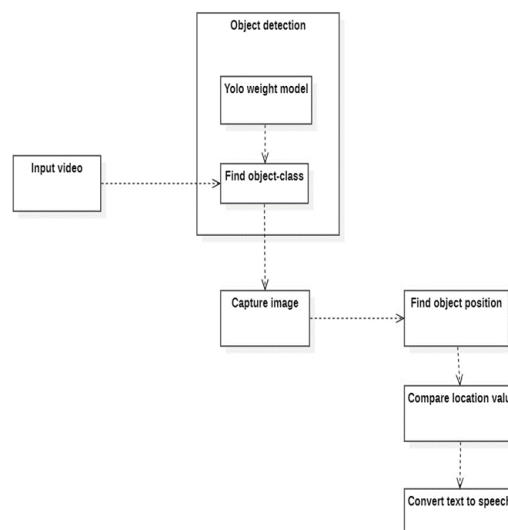 Object detection
Yolo weight model
Input video
Find object-class
Capture image
Find object position
Compare location valu
Convert text to speech